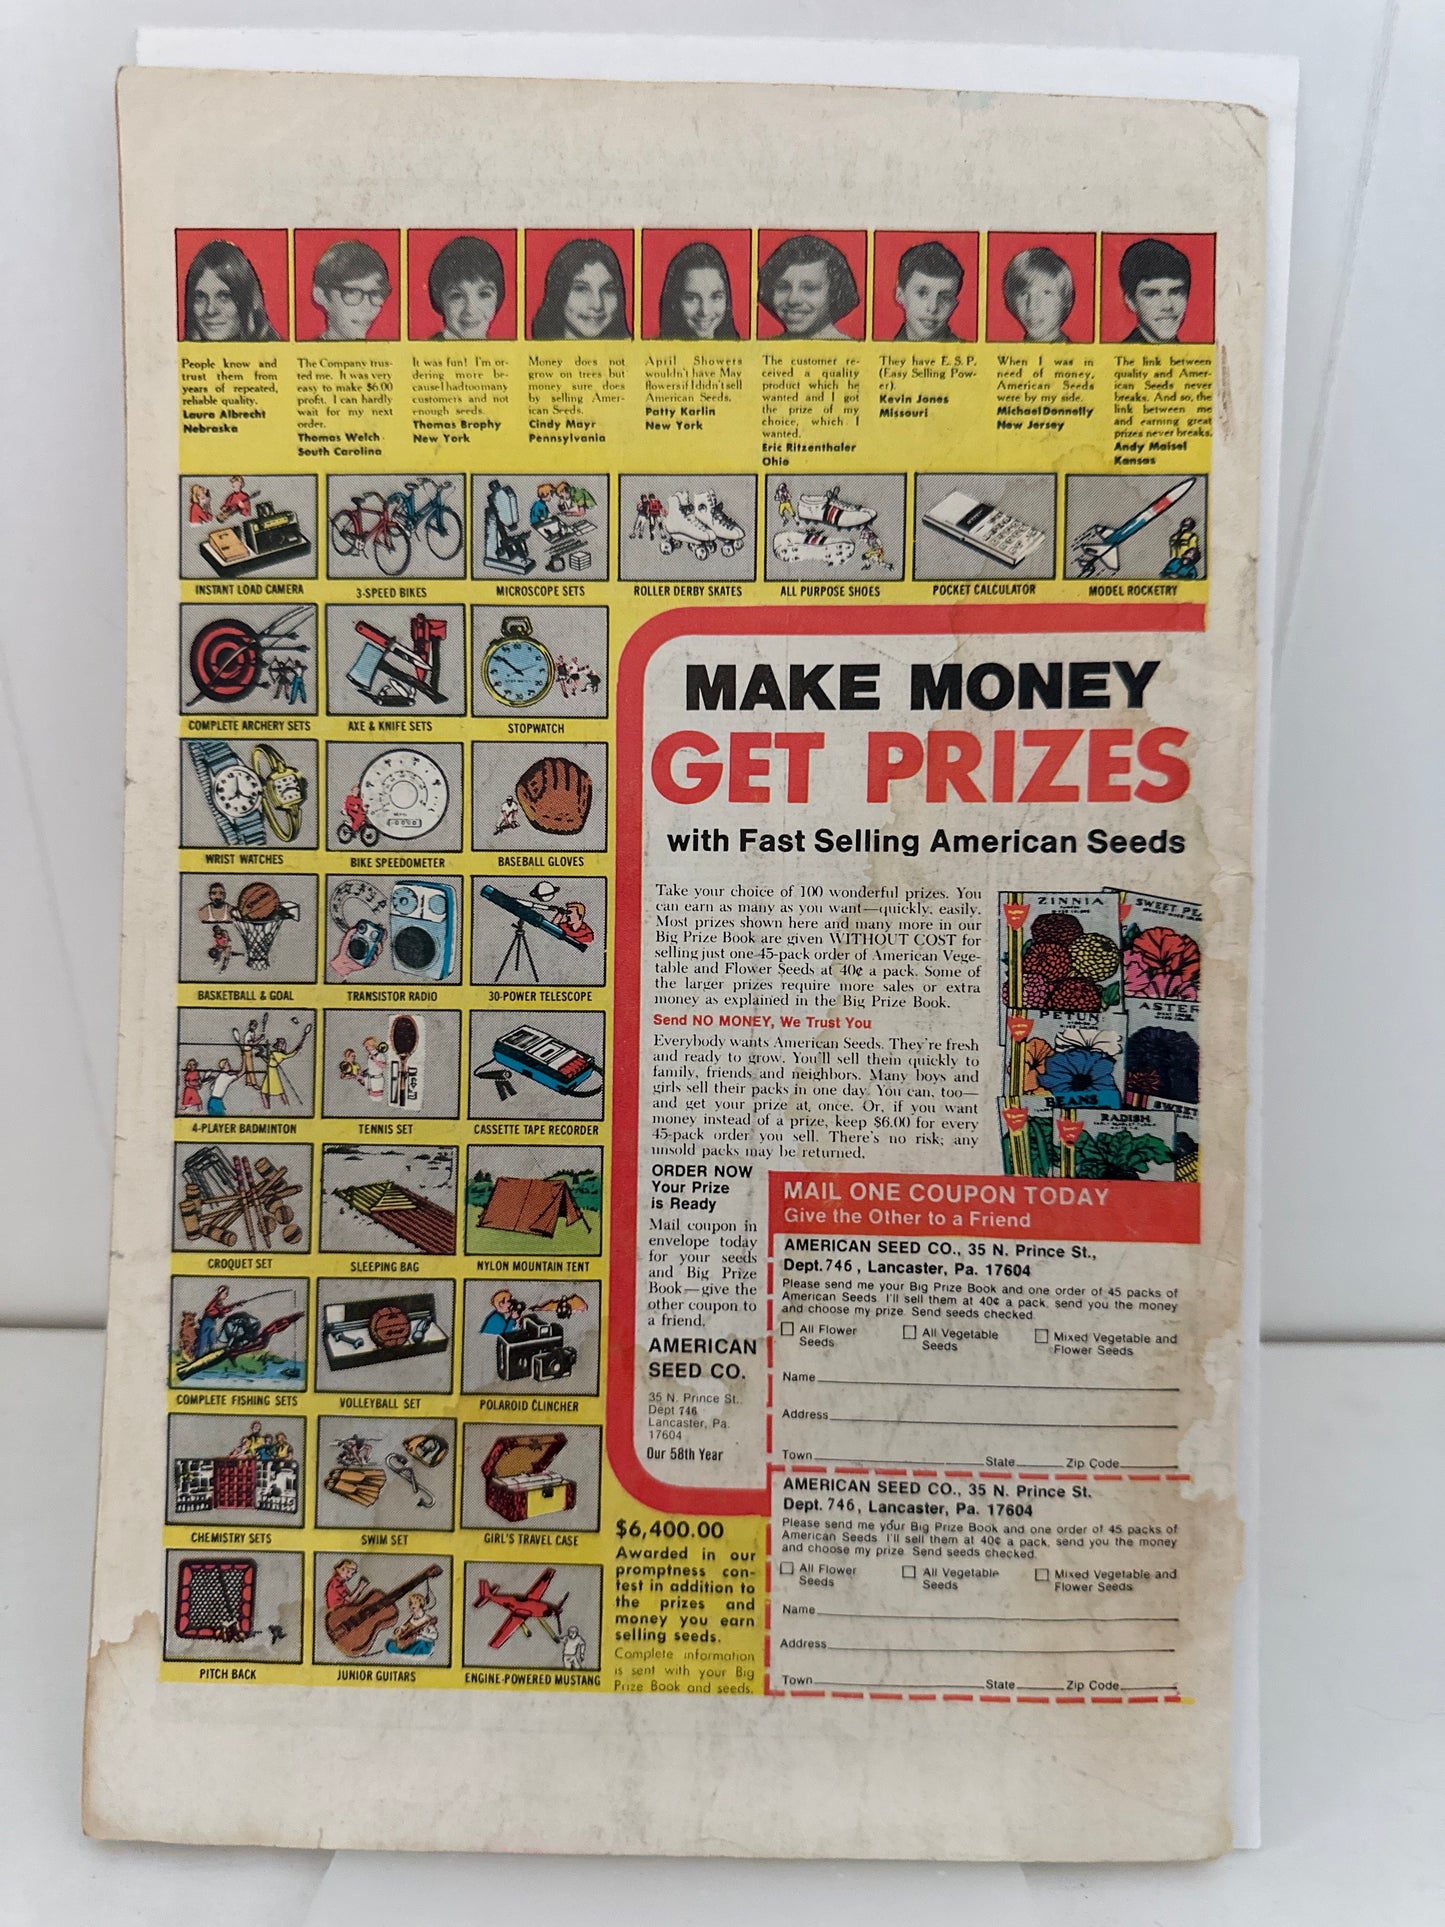 People know and
trust them from
years of repeated,
reliable quality.
Laura Albrecht
Nebraska
The Company trus-
ted me. It was very
easy to make $6.00
profit. I can hardly
wait for my next
order.
Thomas Welch
South Carolina
It was fun! I'm or-
dering more be-
cause I had too many
customers and not
enough seeds.
Thomas Brophy
New York
Money does not
grow on trees but
money sure does
by selling Amer-
ican Seeds.
Cindy Mayr
Pennsylvania
April Showers
wouldn't have May
flowers if I didn't sell
American Seeds.
Patty Karlin
New York
The customer re-
ceived a quality
product which he
wanted and I got
the prize of my
choice, which I
wanted.
Eric Ritzenthaler
Ohio
They have E.S.P.
(Easy Selling Pow-
er).
Kevin Jones
Missouri
When I was in
need of money,
American Seeds
were by my side.
Michael Donnelly
New Jersey
The link between
quality and Amer-
ican Seeds never
breaks. And so, the
link between me
and earning great
prizes never breaks.
Andy Maisel
Kansas
INSTANT LOAD CAMERA
3-SPEED BIKES
MICROSCOPE SETS
ROLLER DERBY SKATES
ALL PURPOSE SHOES
POCKET CALCULATOR
MODEL ROCKETRY
COMPLETE ARCHERY SETS
AXE & KNIFE SETS
STOPWATCH
WRIST WATCHES
BIKE SPEEDOMETER
BASEBALL GLOVES
BASKETBALL & GOAL
TRANSISTOR RADIO
30-POWER TELESCOPE
4-PLAYER BADMINTON
TENNIS SET
CASSETTE TAPE RECORDER
CROQUET SET
SLEEPING BAG
NYLON MOUNTAIN TENT
COMPLETE FISHING SETS
VOLLEYBALL SET
POLAROID CLINCHER
CHEMISTRY SETS
SWIM SET
GIRL'S TRAVEL CASE
PITCH BACK
JUNIOR GUITARS
ENGINE-POWERED MUSTANG
MAKE MONEY
GET PRIZES
with Fast Selling American Seeds
Take your choice of 100 wonderful prizes. You
can earn as many as you want—quickly, easily.
Most prizes shown here and many more in our
Big Prize Book are given WITHOUT COST for
selling just one 45-pack order of American Vege-
table and Flower Seeds at 40¢ a pack. Some of
the larger prizes require more sales or extra
money as explained in the Big Prize Book.
Send NO MONEY, We Trust You
Everybody wants American Seeds. They're fresh
and ready to grow. You'll sell them quickly to
family, friends and neighbors. Many boys and
girls sell their packs in one day. You can, too—
and get your prize at once. Or, if you want
money instead of a prize, keep $6.00 for every
45-pack order you sell. There's no risk; any
unsold packs may be returned.
ZINNIA
SWEET PE
ASTER
PETUN
BEANS
RADISH
SWEET
ORDER NOW
Your Prize
is Ready
Mail coupon in
envelope today
for your seeds
and Big Prize
Book—give the
other coupon to
a friend.
AMERICAN
SEED CO.
35 N. Prince St.
Dept 746
Lancaster, Pa.
17604
Our 58th Year
MAIL ONE COUPON TODAY
Give the Other to a Friend
AMERICAN SEED CO., 35 N. Prince St.,
Dept. 746, Lancaster, Pa. 17604
Please send me your Big Prize Book and one order of 45 packs of
American Seeds. I'll sell them at 40¢ a pack, send you the money
and choose my prize. Send seeds checked.
All Flower
Seeds
All Vegetable
Seeds
Mixed Vegetable and
Flower Seeds
Name
Address
Town State Zip Code
AMERICAN SEED CO., 35 N. Prince St.
Dept. 746, Lancaster, Pa. 17604
Please send me your Big Prize Book and one order of 45 packs of
American Seeds. I'll sell them at 40¢ a pack, send you the money
and choose my prize. Send seeds checked.
All Flower
Seeds
All Vegetable
Seeds
Mixed Vegetable and
Flower Seeds
Name
Address
Town State Zip Code
$6,400.00
Awarded in our
promptness con-
test in addition to
the prizes and
money you earn
selling seeds.
Complete information
is sent with your Big
Prize Book and seeds.